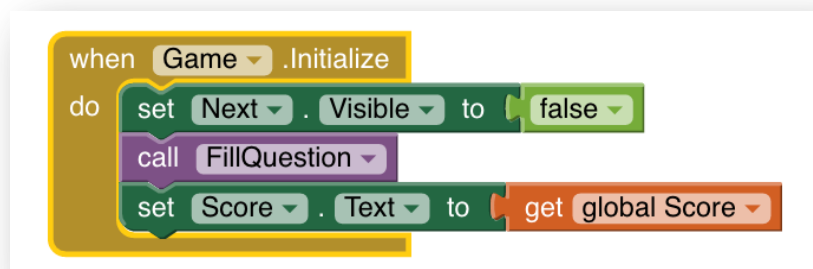 when Game .Initialize
do set Next . Visible to false
call FillQuestion
set Score . Text to get global Score